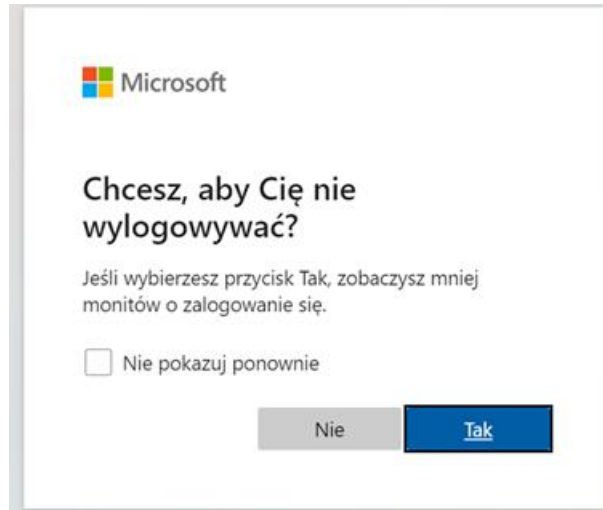 Microsoft
Chcesz, aby Cię nie
wylogowywać?
Jeśli wybierzesz przycisk Tak, zobaczysz mniej
monitów o zalogowanie się.
Nie pokazuj ponownie
Nie
Tak